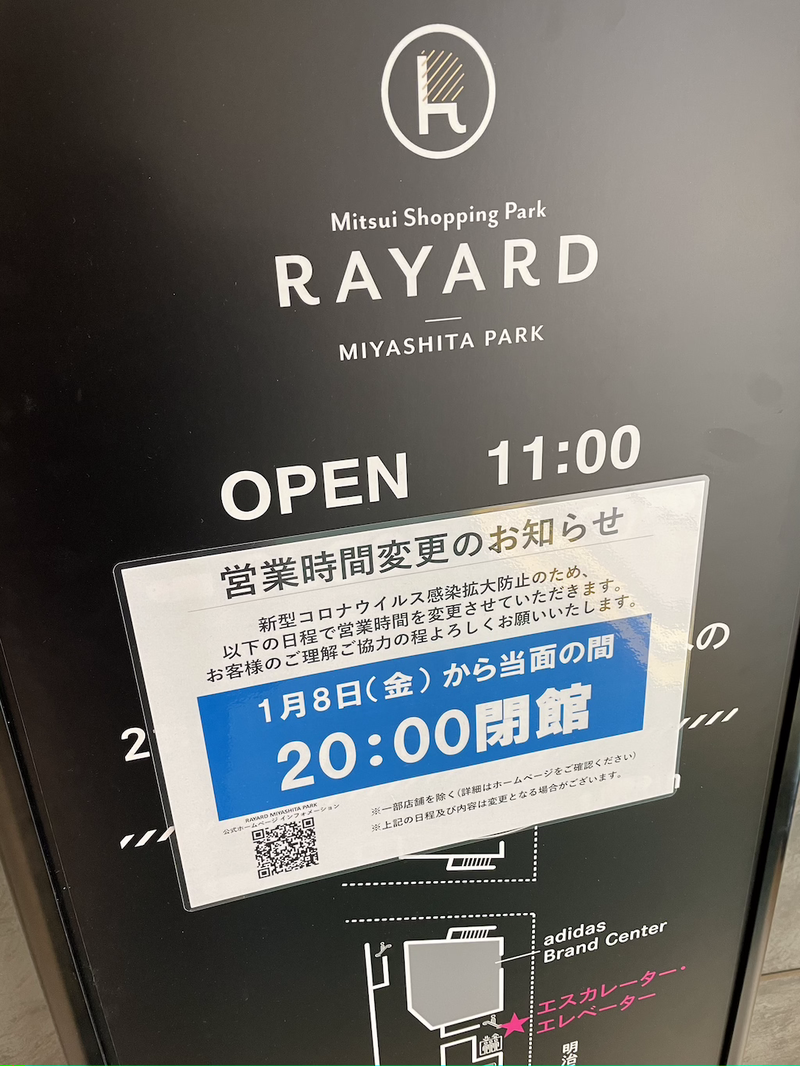 Mitsui Shopping Park
RAYARD
MIYASHITA PARK
OPEN 11:00
営業時間変更のお知らせ
新型コロナウイルス感染拡大防止のため、
以下の日程で営業時間を変更させていただきます。
お客様のご理解ご協力の程よろしくお願いいたします。
1月8日(金)から当面の間
20:00閉館
※一部店舗を除く(詳細はホームページをご確認ください)
※上記の日程及び内容は変更となる場合がございます。
RAYARD MIYASHITA PARK
公式ホームページ インフォメーション
の
2
adidas
Brand Center
エスカレーター・
エレベーター
明治